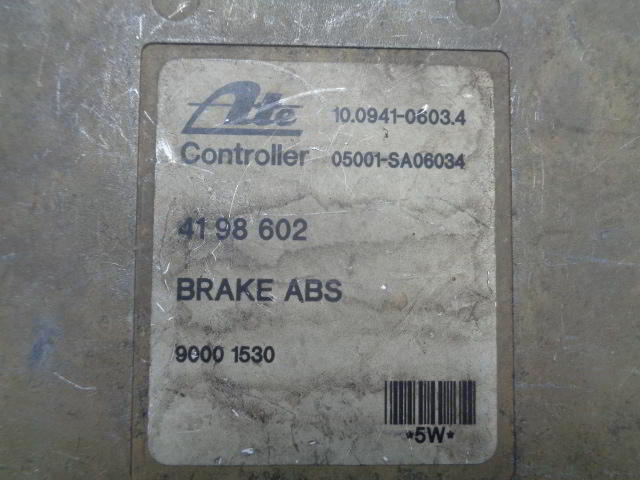 Ate 10.0941-0603.4
Controller 05001-SA06034
41 98 602
BRAKE ABS
9000 1530
*5W*